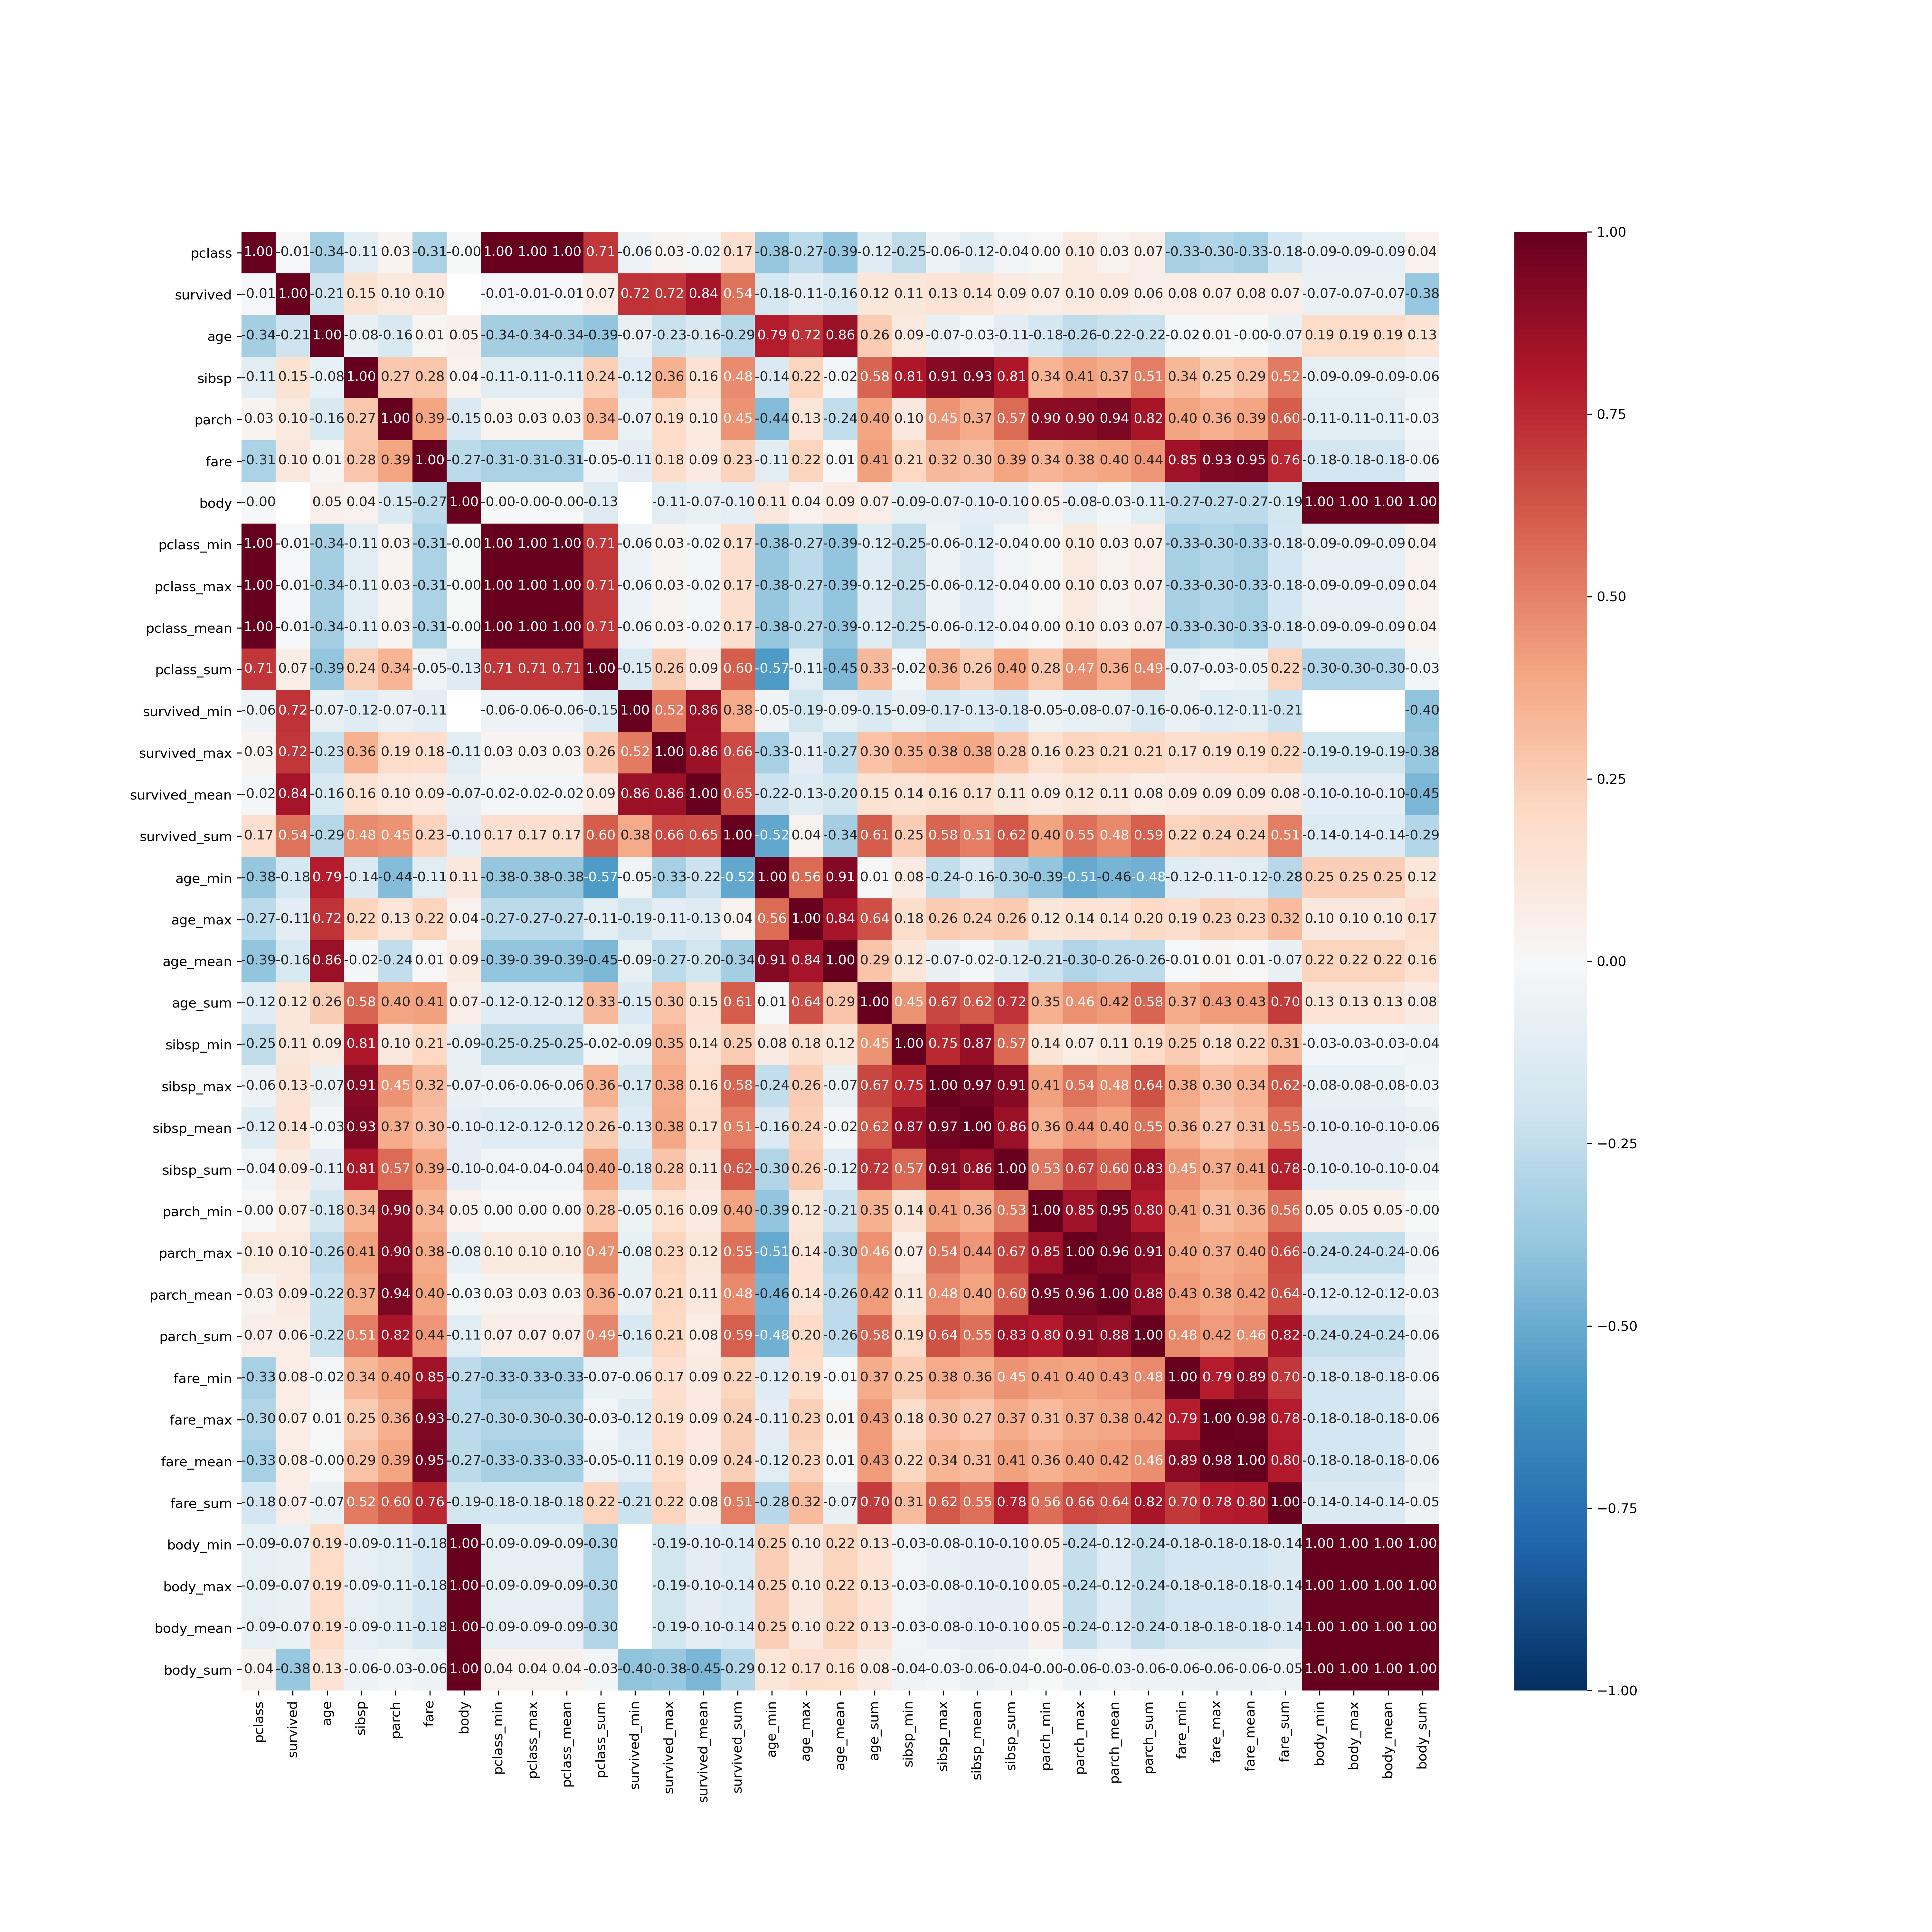 pclass 1.00 -0.01 -0.34 -0.11 0.03 -0.31 -0.00 1.00 1.00 1.00 0.71 -0.06 0.03 -0.02 0.17 -0.38 -0.27 -0.39 -0.12 -0.25 -0.06 -0.12 -0.04 0.00 0.10 0.03 0.07 -0.33 -0.30 -0.33 -0.18 -0.09 -0.09 -0.09 0.04 1.00
survived -0.01 1.00 -0.21 0.15 0.10 0.10 -0.01 -0.01 -0.01 0.07 0.72 0.72 0.84 0.54 -0.18 -0.11 -0.16 0.12 0.11 0.13 0.14 0.09 0.07 0.10 0.09 0.06 0.08 0.07 0.08 0.07 -0.07 -0.07 -0.07 -0.38
age -0.34 -0.21 1.00 -0.08 -0.16 0.01 0.05 -0.34 -0.34 -0.34 -0.39 -0.07 -0.23 -0.16 -0.29 0.79 0.72 0.86 0.26 0.09 -0.07 -0.03 -0.11 -0.18 -0.26 -0.22 -0.22 -0.02 0.01 -0.00 -0.07 0.19 0.19 0.19 0.13
sibsp -0.11 0.15 -0.08 1.00 0.27 0.28 0.04 -0.11 -0.11 -0.11 0.24 -0.12 0.36 0.16 0.48 -0.14 0.22 -0.02 0.58 0.81 0.91 0.93 0.81 0.34 0.41 0.37 0.51 0.34 0.25 0.29 0.52 -0.09 -0.09 -0.09 -0.06
parch 0.03 0.10 -0.16 0.27 1.00 0.39 -0.15 0.03 0.03 0.03 0.34 -0.07 0.19 0.10 0.45 -0.44 0.13 -0.24 0.40 0.10 0.45 0.37 0.57 0.90 0.90 0.94 0.82 0.40 0.36 0.39 0.60 -0.11 -0.11 -0.11 -0.03 0.75
fare -0.31 0.10 0.01 0.28 0.39 1.00 -0.27 -0.31 -0.31 -0.31 -0.05 -0.11 0.18 0.09 0.23 -0.11 0.22 0.01 0.41 0.21 0.32 0.30 0.39 0.34 0.38 0.40 0.44 0.85 0.93 0.95 0.76 -0.18 -0.18 -0.18 -0.06
body -0.00 0.05 0.04 -0.15 -0.27 1.00 -0.00 -0.00 -0.00 -0.13 -0.11 -0.07 -0.10 0.11 0.04 0.09 0.07 -0.09 -0.07 -0.10 -0.10 0.05 -0.08 -0.03 -0.11 -0.27 -0.27 -0.27 -0.19 1.00 1.00 1.00 1.00
pclass_min 1.00 -0.01 -0.34 -0.11 0.03 -0.31 -0.00 1.00 1.00 1.00 0.71 -0.06 0.03 -0.02 0.17 -0.38 -0.27 -0.39 -0.12 -0.25 -0.06 -0.12 -0.04 0.00 0.10 0.03 0.07 -0.33 -0.30 -0.33 -0.18 -0.09 -0.09 -0.09 0.04
pclass_max 1.00 -0.01 -0.34 -0.11 0.03 -0.31 -0.00 1.00 1.00 1.00 0.71 -0.06 0.03 -0.02 0.17 -0.38 -0.27 -0.39 -0.12 -0.25 -0.06 -0.12 -0.04 0.00 0.10 0.03 0.07 -0.33 -0.30 -0.33 -0.18 -0.09 -0.09 -0.09 0.04 0.50
pclass_mean 1.00 -0.01 -0.34 -0.11 0.03 -0.31 -0.00 1.00 1.00 1.00 0.71 -0.06 0.03 -0.02 0.17 -0.38 -0.27 -0.39 -0.12 -0.25 -0.06 -0.12 -0.04 0.00 0.10 0.03 0.07 -0.33 -0.30 -0.33 -0.18 -0.09 -0.09 -0.09 0.04
pclass_sum 0.71 0.07 -0.39 0.24 0.34 -0.05 -0.13 0.71 0.71 0.71 1.00 -0.15 0.26 0.09 0.60 -0.57 -0.11 -0.45 0.33 -0.02 0.36 0.26 0.40 0.28 0.47 0.36 0.49 -0.07 -0.03 -0.05 0.22 -0.30 -0.30 -0.30 -0.03
survived_min -0.06 0.72 -0.07 -0.12 -0.07 -0.11 -0.06 -0.06 -0.06 -0.15 1.00 0.52 0.86 0.38 -0.05 -0.19 -0.09 -0.15 -0.09 -0.17 -0.13 -0.18 -0.05 -0.08 -0.07 -0.16 -0.06 -0.12 -0.11 -0.21 -0.40
survived_max 0.03 0.72 -0.23 0.36 0.19 0.18 -0.11 0.03 0.03 0.03 0.26 0.52 1.00 0.86 0.66 -0.33 -0.11 -0.27 0.30 0.35 0.38 0.38 0.28 0.16 0.23 0.21 0.21 0.17 0.19 0.19 0.22 -0.19 -0.19 -0.19 -0.38
survived_mean -0.02 0.84 -0.16 0.16 0.10 0.09 -0.07 -0.02 -0.02 -0.02 0.09 0.86 0.86 1.00 0.65 -0.22 -0.13 -0.20 0.15 0.14 0.16 0.17 0.11 0.09 0.12 0.11 0.08 0.09 0.09 0.09 0.08 -0.10 -0.10 -0.10 -0.45 0.25
survived_sum 0.17 0.54 -0.29 0.48 0.45 0.23 -0.10 0.17 0.17 0.17 0.60 0.38 0.66 0.65 1.00 -0.52 0.04 -0.34 0.61 0.25 0.58 0.51 0.62 0.40 0.55 0.48 0.59 0.22 0.24 0.24 0.51 -0.14 -0.14 -0.14 -0.29
age_min -0.38 -0.18 0.79 -0.14 -0.44 -0.11 0.11 -0.38 -0.38 -0.38 -0.57 -0.05 -0.33 -0.22 -0.52 1.00 0.56 0.91 0.01 0.08 -0.24 -0.16 -0.30 -0.39 -0.51 -0.46 -0.48 -0.12 -0.11 -0.12 -0.28 0.25 0.25 0.25 0.12
age_max -0.27 -0.11 0.72 0.22 0.13 0.22 0.04 -0.27 -0.27 -0.27 -0.11 -0.19 -0.11 -0.13 0.04 0.56 1.00 0.84 0.64 0.18 0.26 0.24 0.26 0.12 0.14 0.14 0.20 0.19 0.23 0.23 0.32 0.10 0.10 0.10 0.17
age_mean -0.39 -0.16 0.86 -0.02 -0.24 0.01 0.09 -0.39 -0.39 -0.39 -0.45 -0.09 -0.27 -0.20 -0.34 0.91 0.84 1.00 0.29 0.12 -0.07 -0.02 -0.12 -0.21 -0.30 -0.26 -0.26 -0.01 0.01 0.01 -0.07 0.22 0.22 0.22 0.16 0.00
age_sum -0.12 0.12 0.26 0.58 0.40 0.41 0.07 -0.12 -0.12 -0.12 0.33 -0.15 0.30 0.15 0.61 0.01 0.64 0.29 1.00 0.45 0.67 0.62 0.72 0.35 0.46 0.42 0.58 0.37 0.43 0.43 0.70 0.13 0.13 0.13 0.08
sibsp_min -0.25 0.11 0.09 0.81 0.10 0.21 -0.09 -0.25 -0.25 -0.25 -0.02 -0.09 0.35 0.14 0.25 0.08 0.18 0.12 0.45 1.00 0.75 0.87 0.57 0.14 0.07 0.11 0.19 0.25 0.18 0.22 0.31 -0.03 -0.03 -0.03 -0.04
sibsp_max -0.06 0.13 -0.07 0.91 0.45 0.32 -0.07 -0.06 -0.06 -0.06 0.36 -0.17 0.38 0.16 0.58 -0.24 0.26 -0.07 0.67 0.75 1.00 0.97 0.91 0.41 0.54 0.48 0.64 0.38 0.30 0.34 0.62 -0.08 -0.08 -0.08 -0.03
sibsp_mean -0.12 0.14 -0.03 0.93 0.37 0.30 -0.10 -0.12 -0.12 -0.12 0.26 -0.13 0.38 0.17 0.51 -0.16 0.24 -0.02 0.62 0.87 0.97 1.00 0.86 0.36 0.44 0.40 0.55 0.36 0.27 0.31 0.55 -0.10 -0.10 -0.10 -0.06 −0.25
sibsp_sum -0.04 0.09 -0.11 0.81 0.57 0.39 -0.10 -0.04 -0.04 -0.04 0.40 -0.18 0.28 0.11 0.62 -0.30 0.26 -0.12 0.72 0.57 0.91 0.86 1.00 0.53 0.67 0.60 0.83 0.45 0.37 0.41 0.78 -0.10 -0.10 -0.10 -0.04
parch_min 0.00 0.07 -0.18 0.34 0.90 0.34 0.05 0.00 0.00 0.00 0.28 -0.05 0.16 0.09 0.40 -0.39 0.12 -0.21 0.35 0.14 0.41 0.36 0.53 1.00 0.85 0.95 0.80 0.41 0.31 0.36 0.56 0.05 0.05 0.05 -0.00
parch_max 0.10 0.10 -0.26 0.41 0.90 0.38 -0.08 0.10 0.10 0.10 0.47 -0.08 0.23 0.12 0.55 -0.51 0.14 -0.30 0.46 0.07 0.54 0.44 0.67 0.85 1.00 0.96 0.91 0.40 0.37 0.40 0.66 -0.24 -0.24 -0.24 -0.06
parch_mean 0.03 0.09 -0.22 0.37 0.94 0.40 -0.03 0.03 0.03 0.03 0.36 -0.07 0.21 0.11 0.48 -0.46 0.14 -0.26 0.42 0.11 0.48 0.40 0.60 0.95 0.96 1.00 0.88 0.43 0.38 0.42 0.64 -0.12 -0.12 -0.12 -0.03
parch_sum 0.07 0.06 -0.22 0.51 0.82 0.44 -0.11 0.07 0.07 0.07 0.49 -0.16 0.21 0.08 0.59 -0.48 0.20 -0.26 0.58 0.19 0.64 0.55 0.83 0.80 0.91 0.88 1.00 0.48 0.42 0.46 0.82 -0.24 -0.24 -0.24 -0.06 −0.50
fare_min -0.33 0.08 -0.02 0.34 0.40 0.85 -0.27 -0.33 -0.33 -0.33 -0.07 -0.06 0.17 0.09 0.22 -0.12 0.19 -0.01 0.37 0.25 0.38 0.36 0.45 0.41 0.40 0.43 0.48 1.00 0.79 0.89 0.70 -0.18 -0.18 -0.18 -0.06
fare_max -0.30 0.07 0.01 0.25 0.36 0.93 -0.27 -0.30 -0.30 -0.30 -0.03 -0.12 0.19 0.09 0.24 -0.11 0.23 0.01 0.43 0.18 0.30 0.27 0.37 0.31 0.37 0.38 0.42 0.79 1.00 0.98 0.78 -0.18 -0.18 -0.18 -0.06
fare_mean -0.33 0.08 -0.00 0.29 0.39 0.95 -0.27 -0.33 -0.33 -0.33 -0.05 -0.11 0.19 0.09 0.24 -0.12 0.23 0.01 0.43 0.22 0.34 0.31 0.41 0.36 0.40 0.42 0.46 0.89 0.98 1.00 0.80 -0.18 -0.18 -0.18 -0.06
fare_sum -0.18 0.07 -0.07 0.52 0.60 0.76 -0.19 -0.18 -0.18 -0.18 0.22 -0.21 0.22 0.08 0.51 -0.28 0.32 -0.07 0.70 0.31 0.62 0.55 0.78 0.56 0.66 0.64 0.82 0.70 0.78 0.80 1.00 -0.14 -0.14 -0.14 -0.05 −0.75
body_min -0.09 -0.07 0.19 -0.09 -0.11 -0.18 1.00 -0.09 -0.09 -0.09 -0.30 -0.19 -0.10 -0.14 0.25 0.10 0.22 0.13 -0.03 -0.08 -0.10 -0.10 0.05 -0.24 -0.12 -0.24 -0.18 -0.18 -0.18 -0.14 1.00 1.00 1.00 1.00
body_max -0.09 -0.07 0.19 -0.09 -0.11 -0.18 1.00 -0.09 -0.09 -0.09 -0.30 -0.19 -0.10 -0.14 0.25 0.10 0.22 0.13 -0.03 -0.08 -0.10 -0.10 0.05 -0.24 -0.12 -0.24 -0.18 -0.18 -0.18 -0.14 1.00 1.00 1.00 1.00
body_mean -0.09 -0.07 0.19 -0.09 -0.11 -0.18 1.00 -0.09 -0.09 -0.09 -0.30 -0.19 -0.10 -0.14 0.25 0.10 0.22 0.13 -0.03 -0.08 -0.10 -0.10 0.05 -0.24 -0.12 -0.24 -0.18 -0.18 -0.18 -0.14 1.00 1.00 1.00 1.00
body_sum 0.04 -0.38 0.13 -0.06 -0.03 -0.06 1.00 0.04 0.04 0.04 -0.03 -0.40 -0.38 -0.45 -0.29 0.12 0.17 0.16 0.08 -0.04 -0.03 -0.06 -0.04 -0.00 -0.06 -0.03 -0.06 -0.06 -0.06 -0.06 -0.05 1.00 1.00 1.00 1.00 −1.00
pclass survived age sibsp parch fare body pclass_min pclass_max pclass_mean pclass_sum survived_min survived_max survived_mean survived_sum age_min age_max age_mean age_sum sibsp_min sibsp_max sibsp_mean sibsp_sum parch_min parch_max parch_mean parch_sum fare_min fare_max fare_mean fare_sum body_min body_max body_mean body_sum